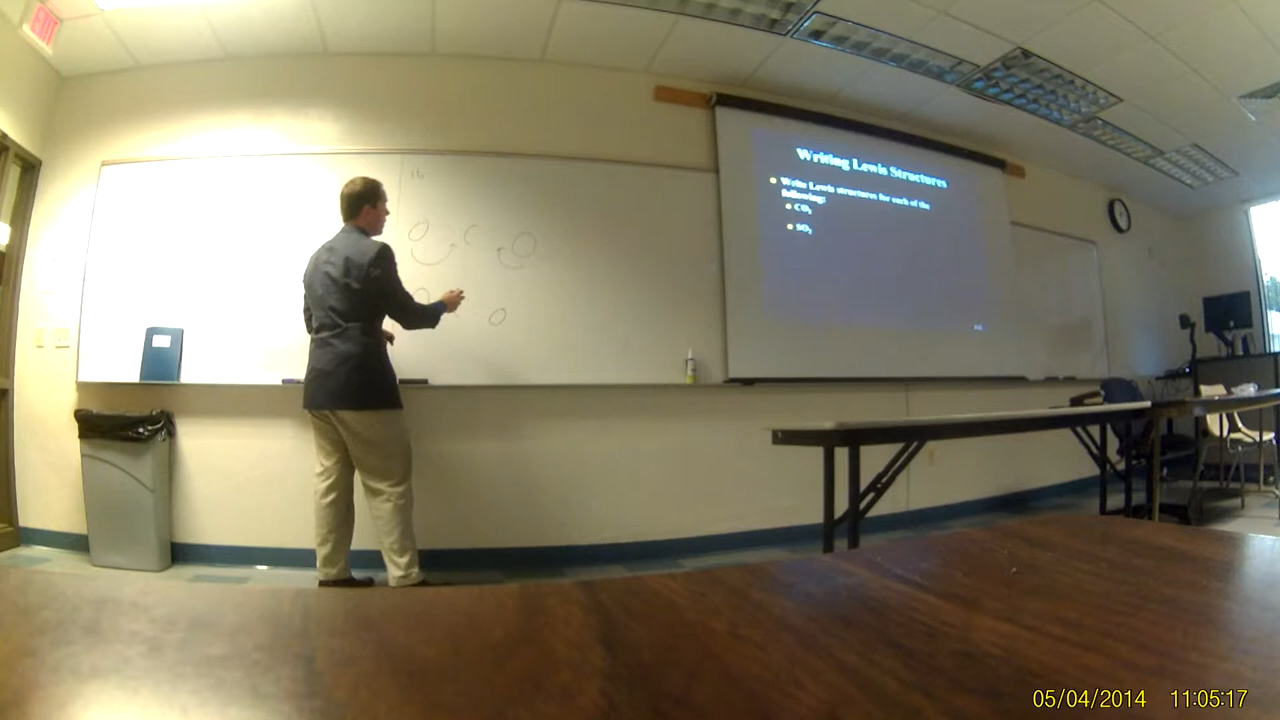 EXIT
16
O C O
O
Writing Lewis Structures
Write Lewis structures for each of the
following:
CO₂
SO₂
05/04/2014 11:05:17